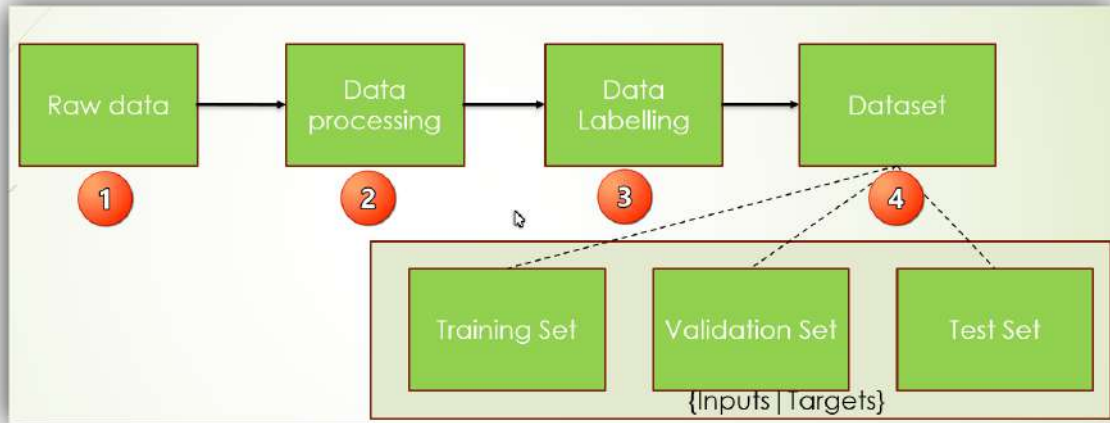 Raw data
Data
processing
Data
Labelling
Dataset
1
2
3
4
Training Set
Validation Set
Test Set
{Inputs|Targets}